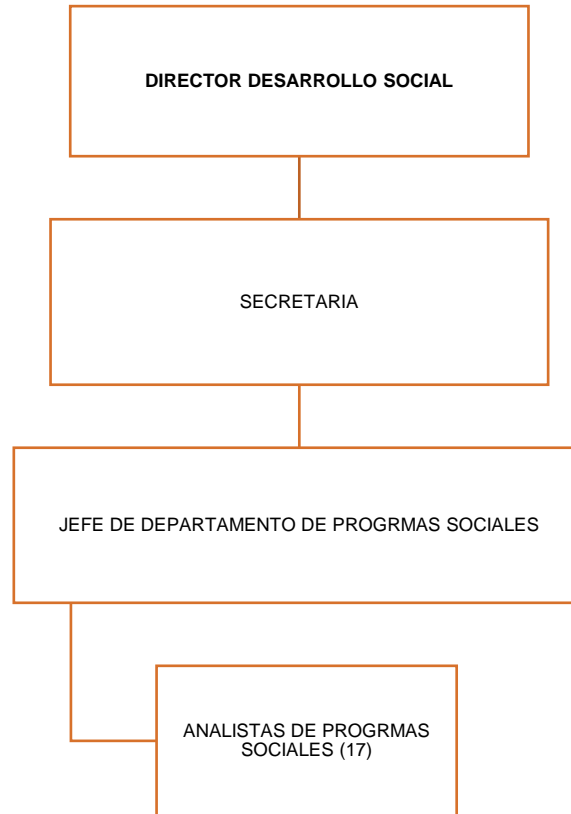 DIRECTOR DESARROLLO SOCIAL
SECRETARIA
JEFE DE DEPARTAMENTO DE PROGRMAS SOCIALES
ANALISTAS DE PROGRMAS
SOCIALES (17)